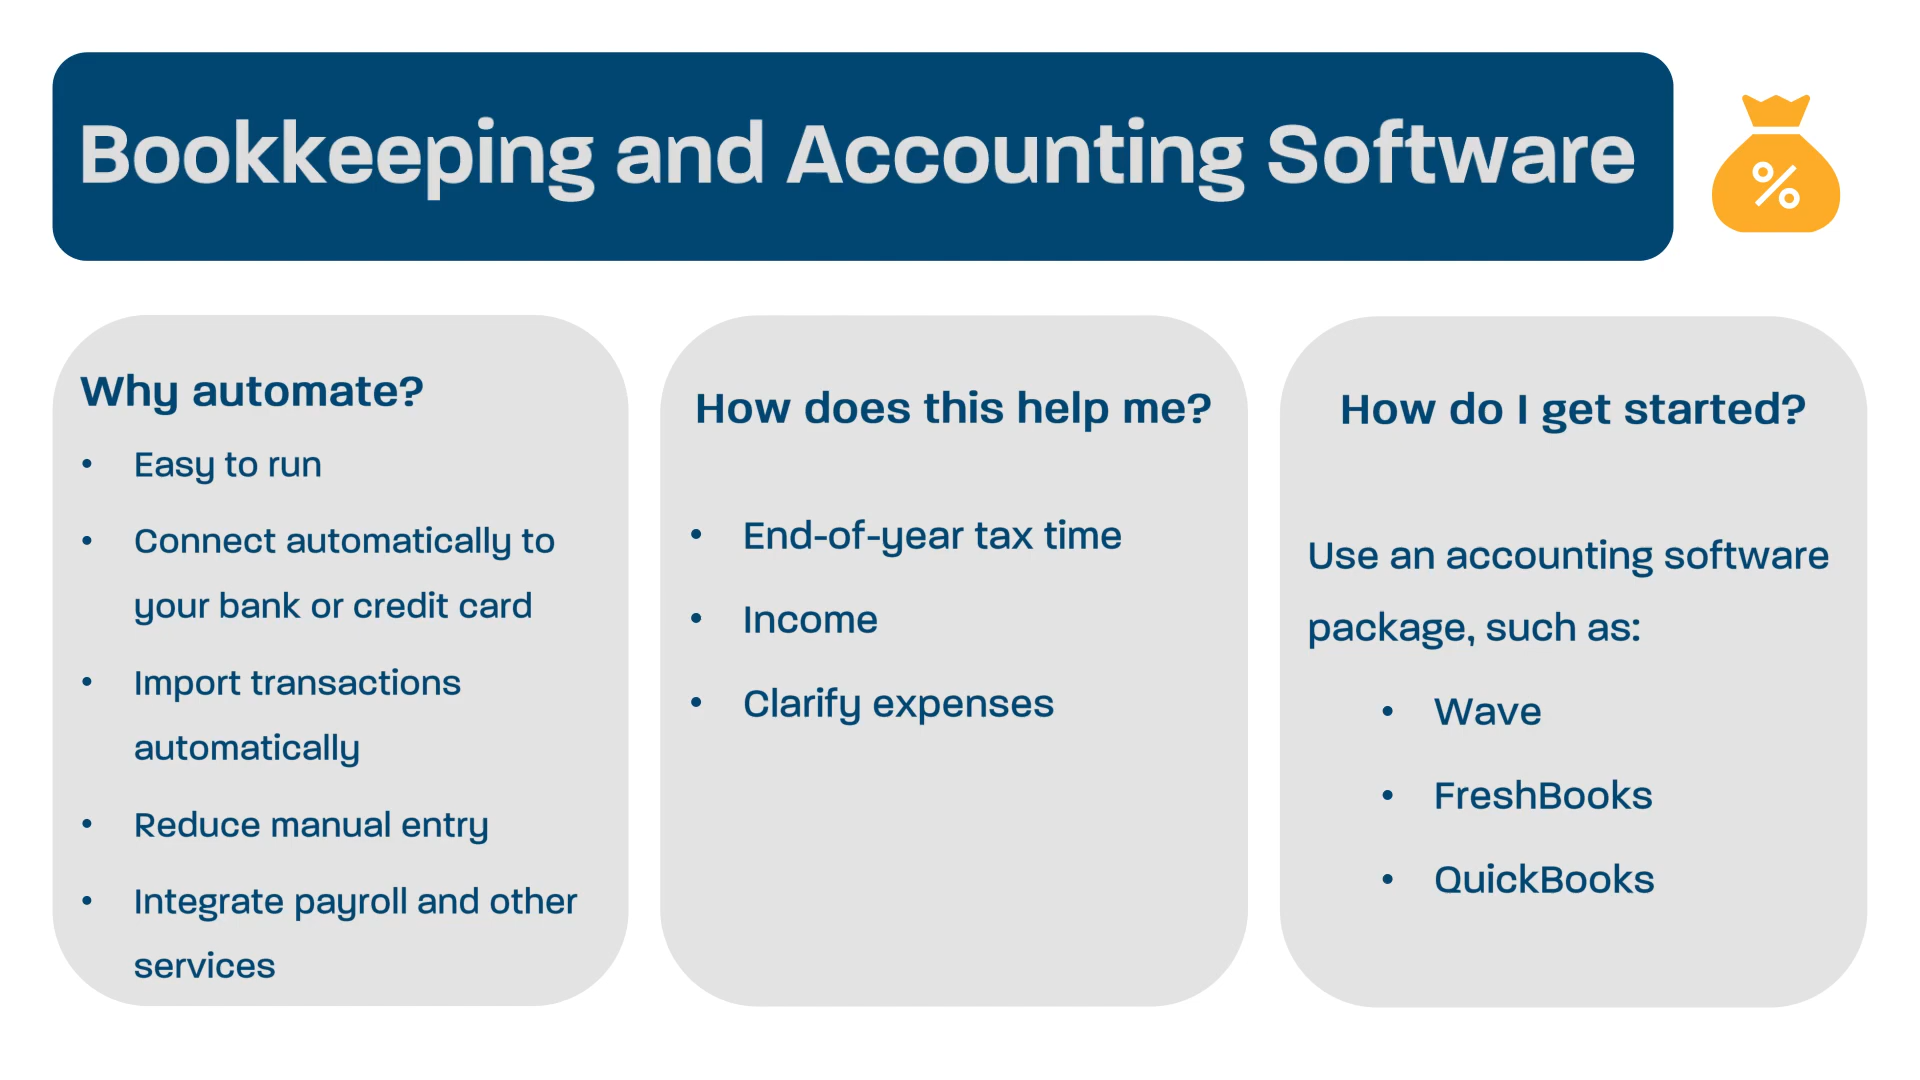 Bookkeeping and Accounting Software
%
Why automate?
• Easy to run
• Connect automatically to
your bank or credit card
• Import transactions
automatically
• Reduce manual entry
• Integrate payroll and other
services
How does this help me?
• End-of-year tax time
• Income
• Clarify expenses
How do I get started?
Use an accounting software
package, such as:
• Wave
• FreshBooks
• QuickBooks